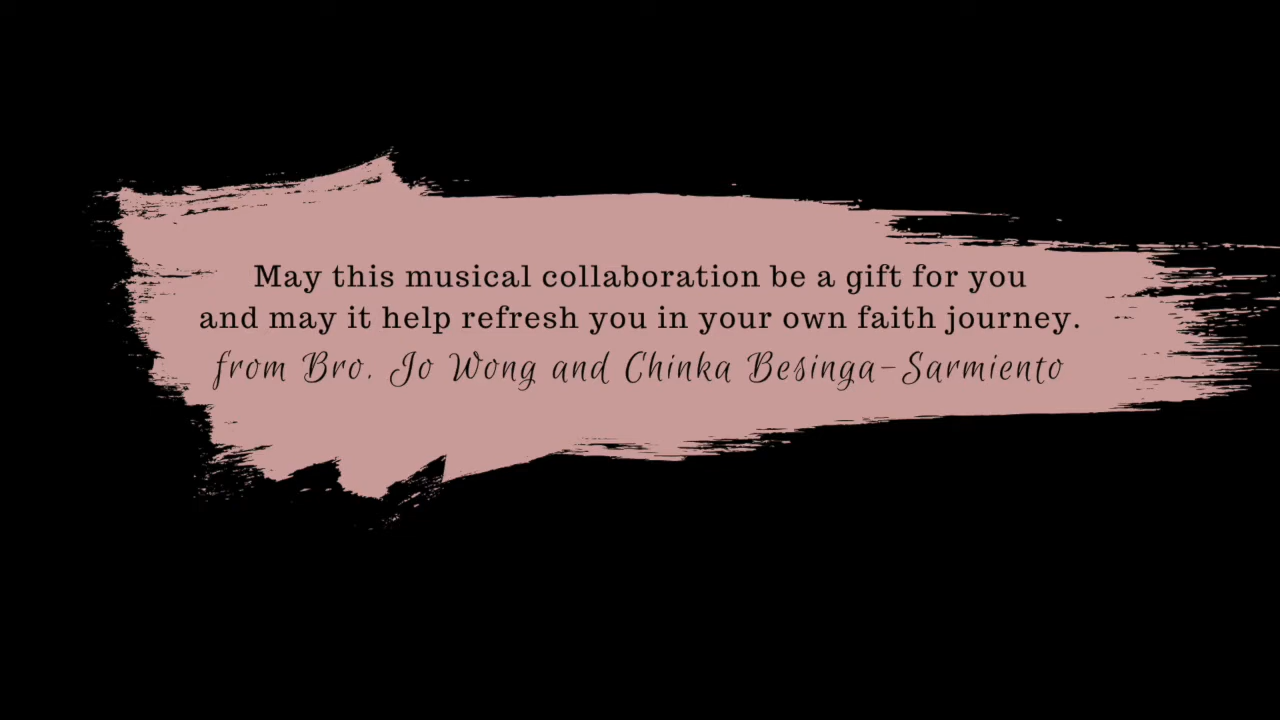 May this musical collaboration be a gift for you
and may it help refresh you in your own faith journey.
from Bro. Jo Wong and Chinka Besinga-Sarmiento